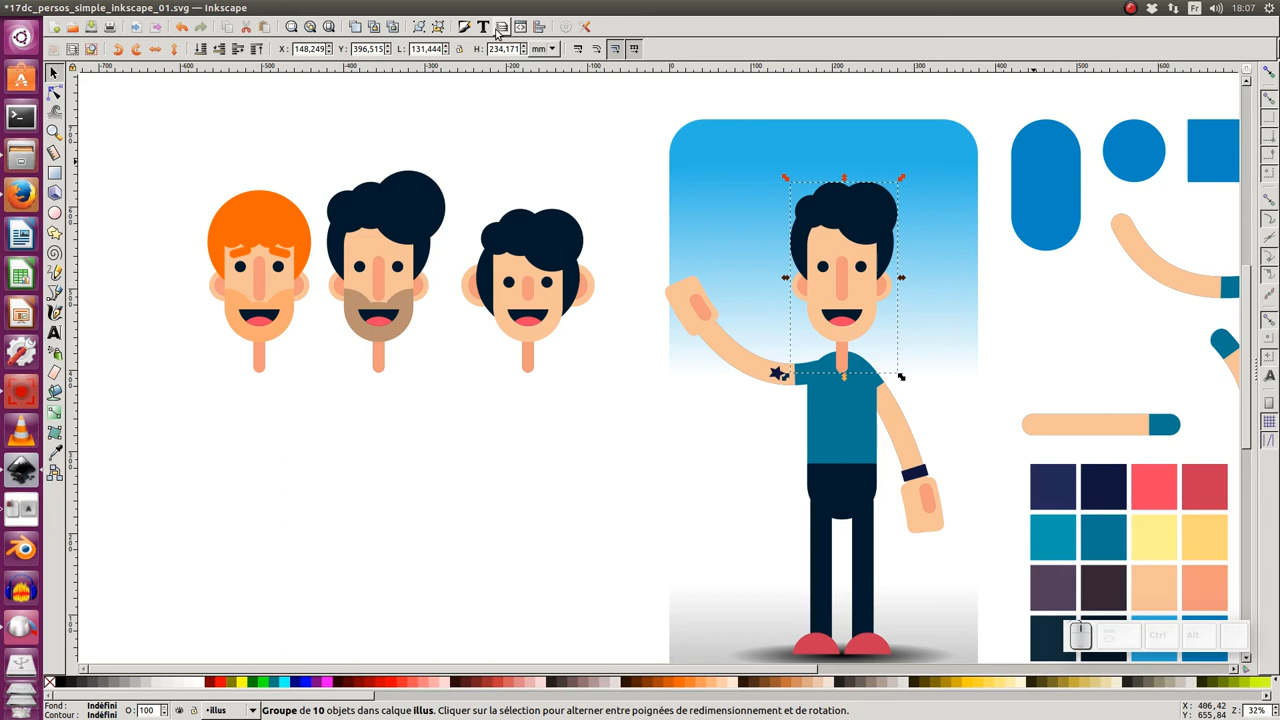 *17dc_persos_simple_inkscape_01.svg - Inkscape
Fr 18:07
X: 148,249 Y: 396,515 L: 131,444 H: 234,171 mm
-600 -500 -400 -300 -200 -100 0 100 200 300 400 500 600
Ctrl Alt
Fond : Indéfini
Contour : Indéfini
O: 100
•illus
Groupe de 10 objets dans calque illus. Cliquer sur la sélection pour alterner entre poignées de redimensionnement et de rotation.
X: 406,42
Y: 655,84
Z: 32%